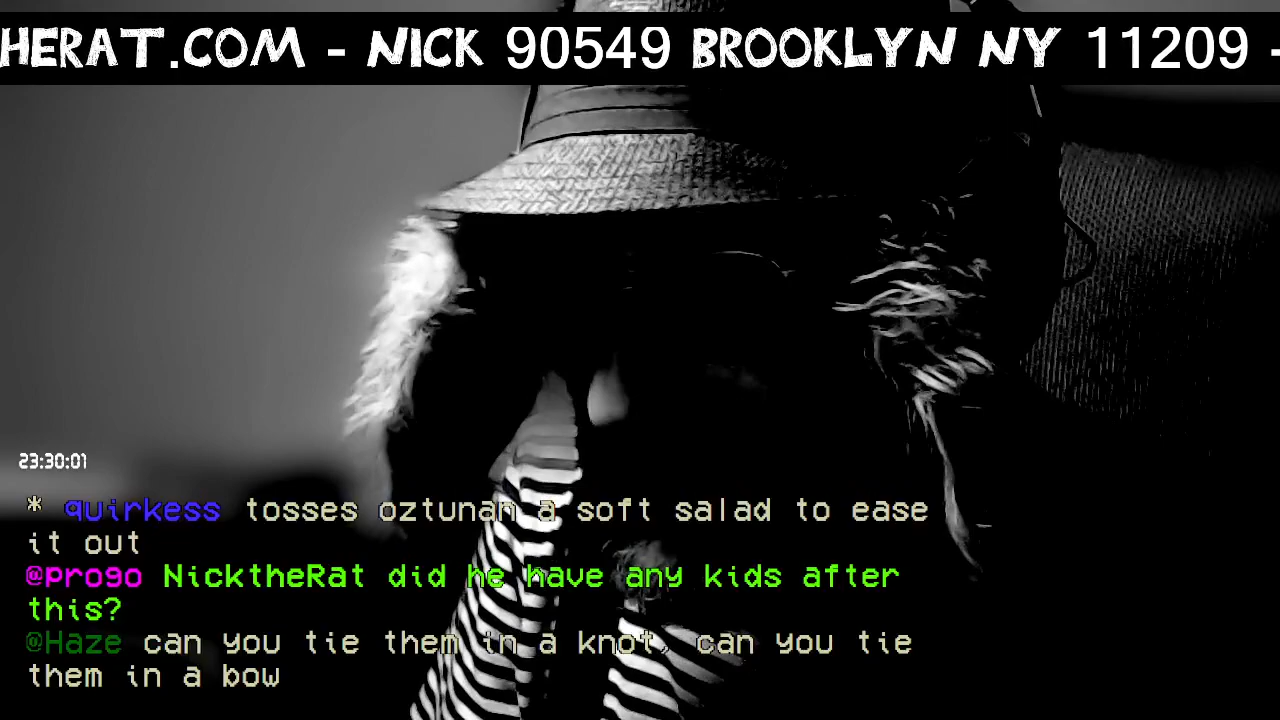 HERAT.COM - NICK 90549 BROOKLYN NY 11209 -
23:30:01
* quirkess tosses oztunan a soft salad to ease
it out
@progo NicktheRat did he have any kids after
this?
@Haze can you tie them in a knot, can you tie
them in a bow